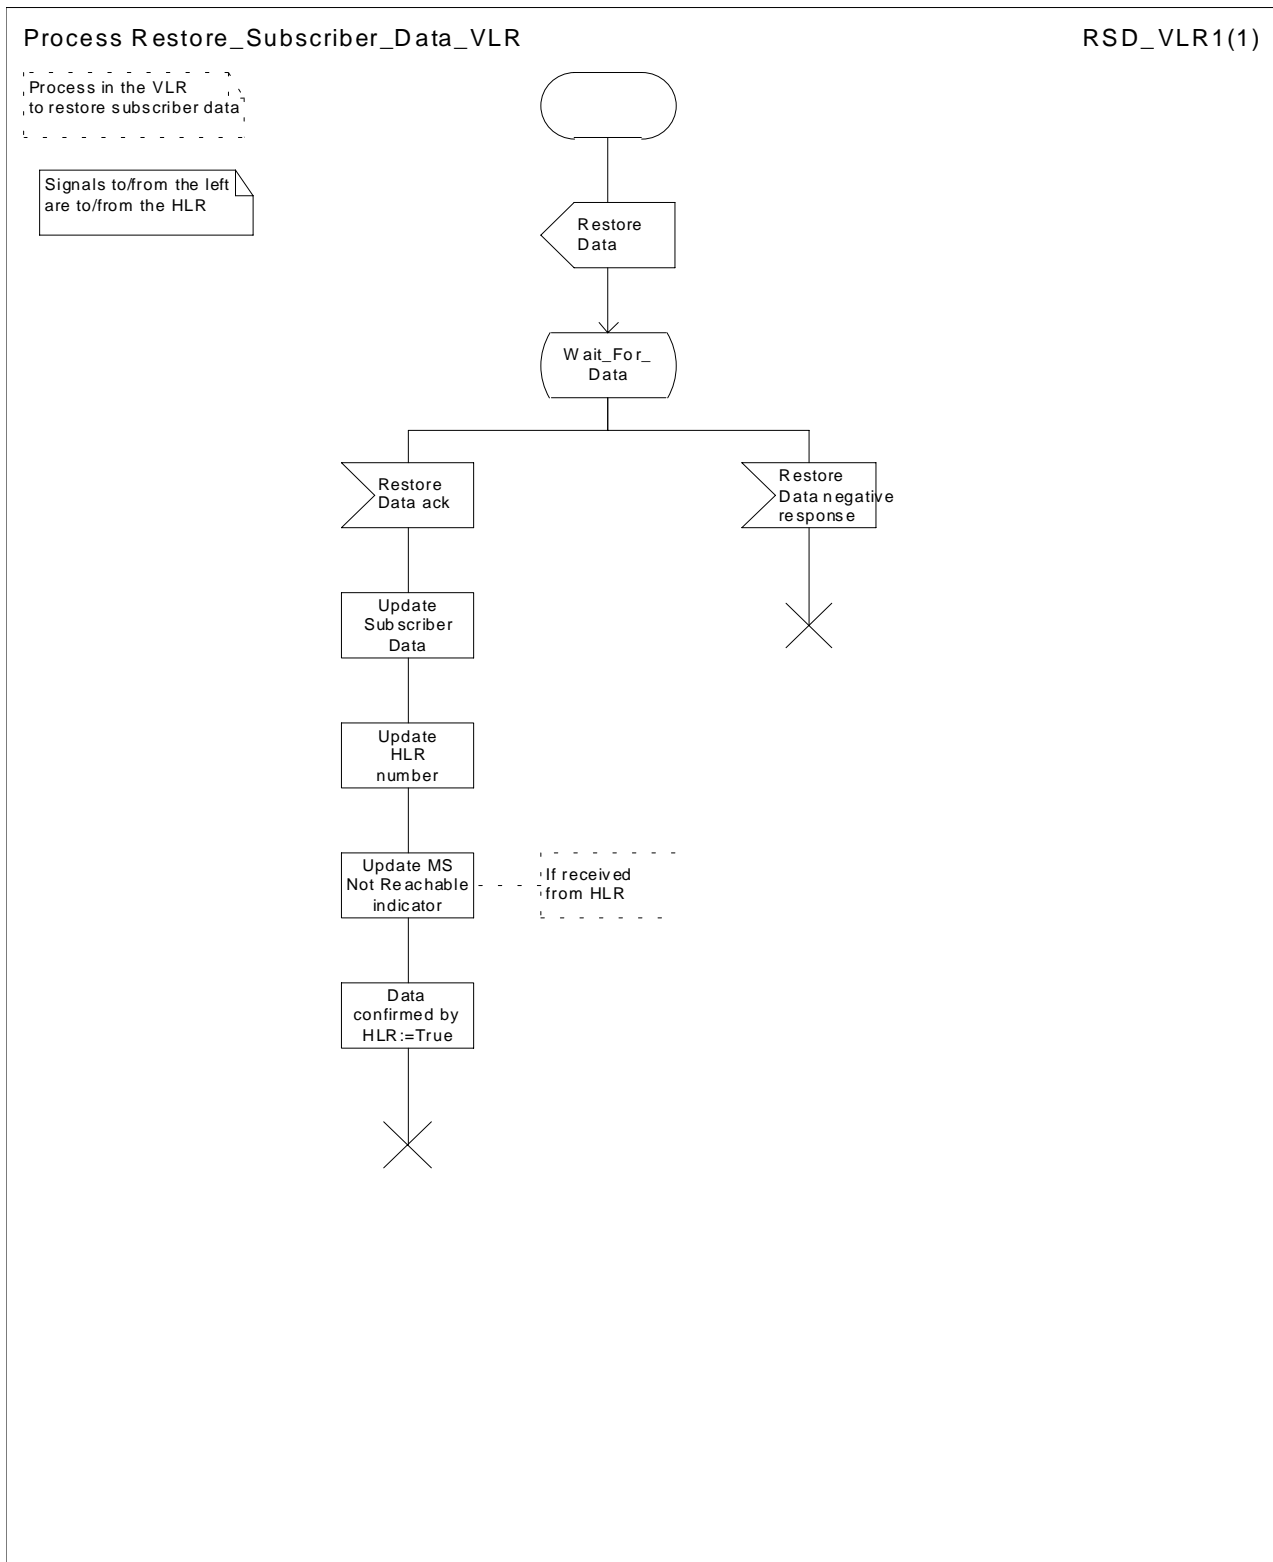 Process Restore_Subscriber_Data_VLR
RSD_VLR1(1)
Process in the VLR
to restore subscriber data
Signals to/from the left
are to/from the HLR
Restore
Data
Wait_For_
Data
Restore
Data ack
Restore
Data negative
response
Update
Subscriber
Data
Update
HLR
number
Update MS
Not Reachable
indicator
If received
from HLR
Data
confirmed by
HLR:=True